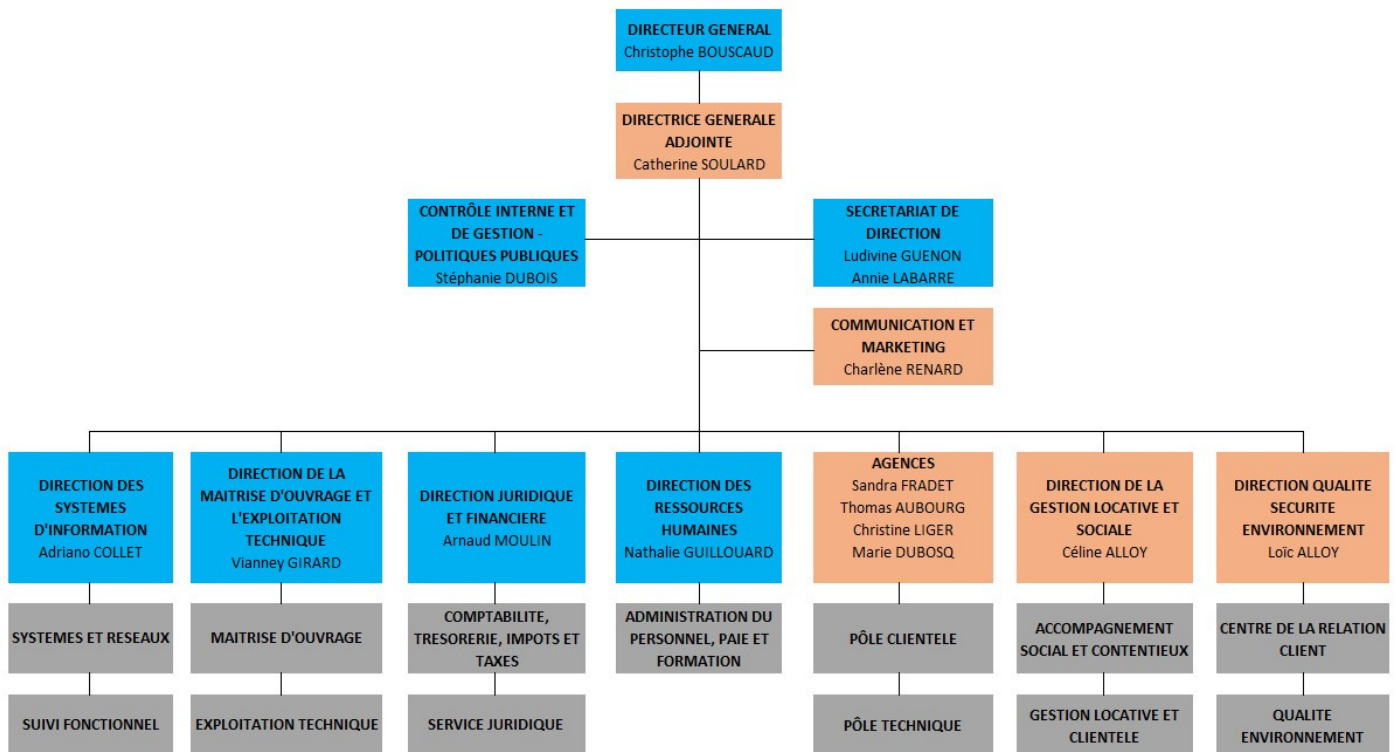 DIRECTEUR GENERAL
Christophe BOUSCAUD
DIRECTRICE GENERALE
ADJOINTE
Catherine SOULARD
CONTRÔLE INTERNE ET
DE GESTION -
POLITIQUES PUBLIQUES
Stéphanie DUBOIS
SECRETARIAT DE
DIRECTION
Ludivine GUENON
Annie LABARRE
COMMUNICATION ET
MARKETING
Charlène RENARD
DIRECTION DES
SYSTEMES
D'INFORMATION
Adriano COLLET
DIRECTION DE LA
MAITRISE D'OUVRAGE ET
L'EXPLOITATION
TECHNIQUE
Vianney GIRARD
DIRECTION JURIDIQUE
ET FINANCIERE
Arnaud MOULIN
DIRECTION DES
RESSOURCES
HUMAINES
Nathalie GUILLOUARD
AGENCES
Sandra FRADET
Thomas AUBOURG
Christine LIGER
Marie DUBOSQ
DIRECTION DE LA
GESTION LOCATIVE ET
SOCIALE
Céline ALLOY
DIRECTION QUALITE
SECURITE
ENVIRONNEMENT
Loïc ALLOY
SYSTEMES ET RESEAUX
MAITRISE D'OUVRAGE
COMPTABILITE,
TRESORERIE, IMPOTS ET
TAXES
ADMINISTRATION DU
PERSONNEL, PAIE ET
FORMATION
PÔLE CLIENTELE
ACCOMPAGNEMENT
SOCIAL ET CONTENTIEUX
CENTRE DE LA RELATION
CLIENT
SUIVI FONCTIONNEL
EXPLOITATION TECHNIQUE
SERVICE JURIDIQUE
PÔLE TECHNIQUE
GESTION LOCATIVE ET
CLIENTELE
QUALITE
ENVIRONNEMENT